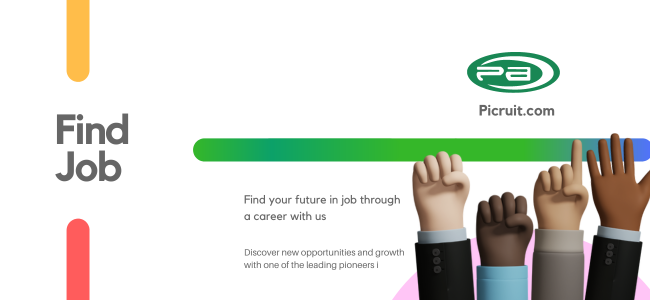 Find
Job
pa
Picruit.com
Find your future in job through
a career with us
Discover new opportunities and growth
with one of the leading pioneers i